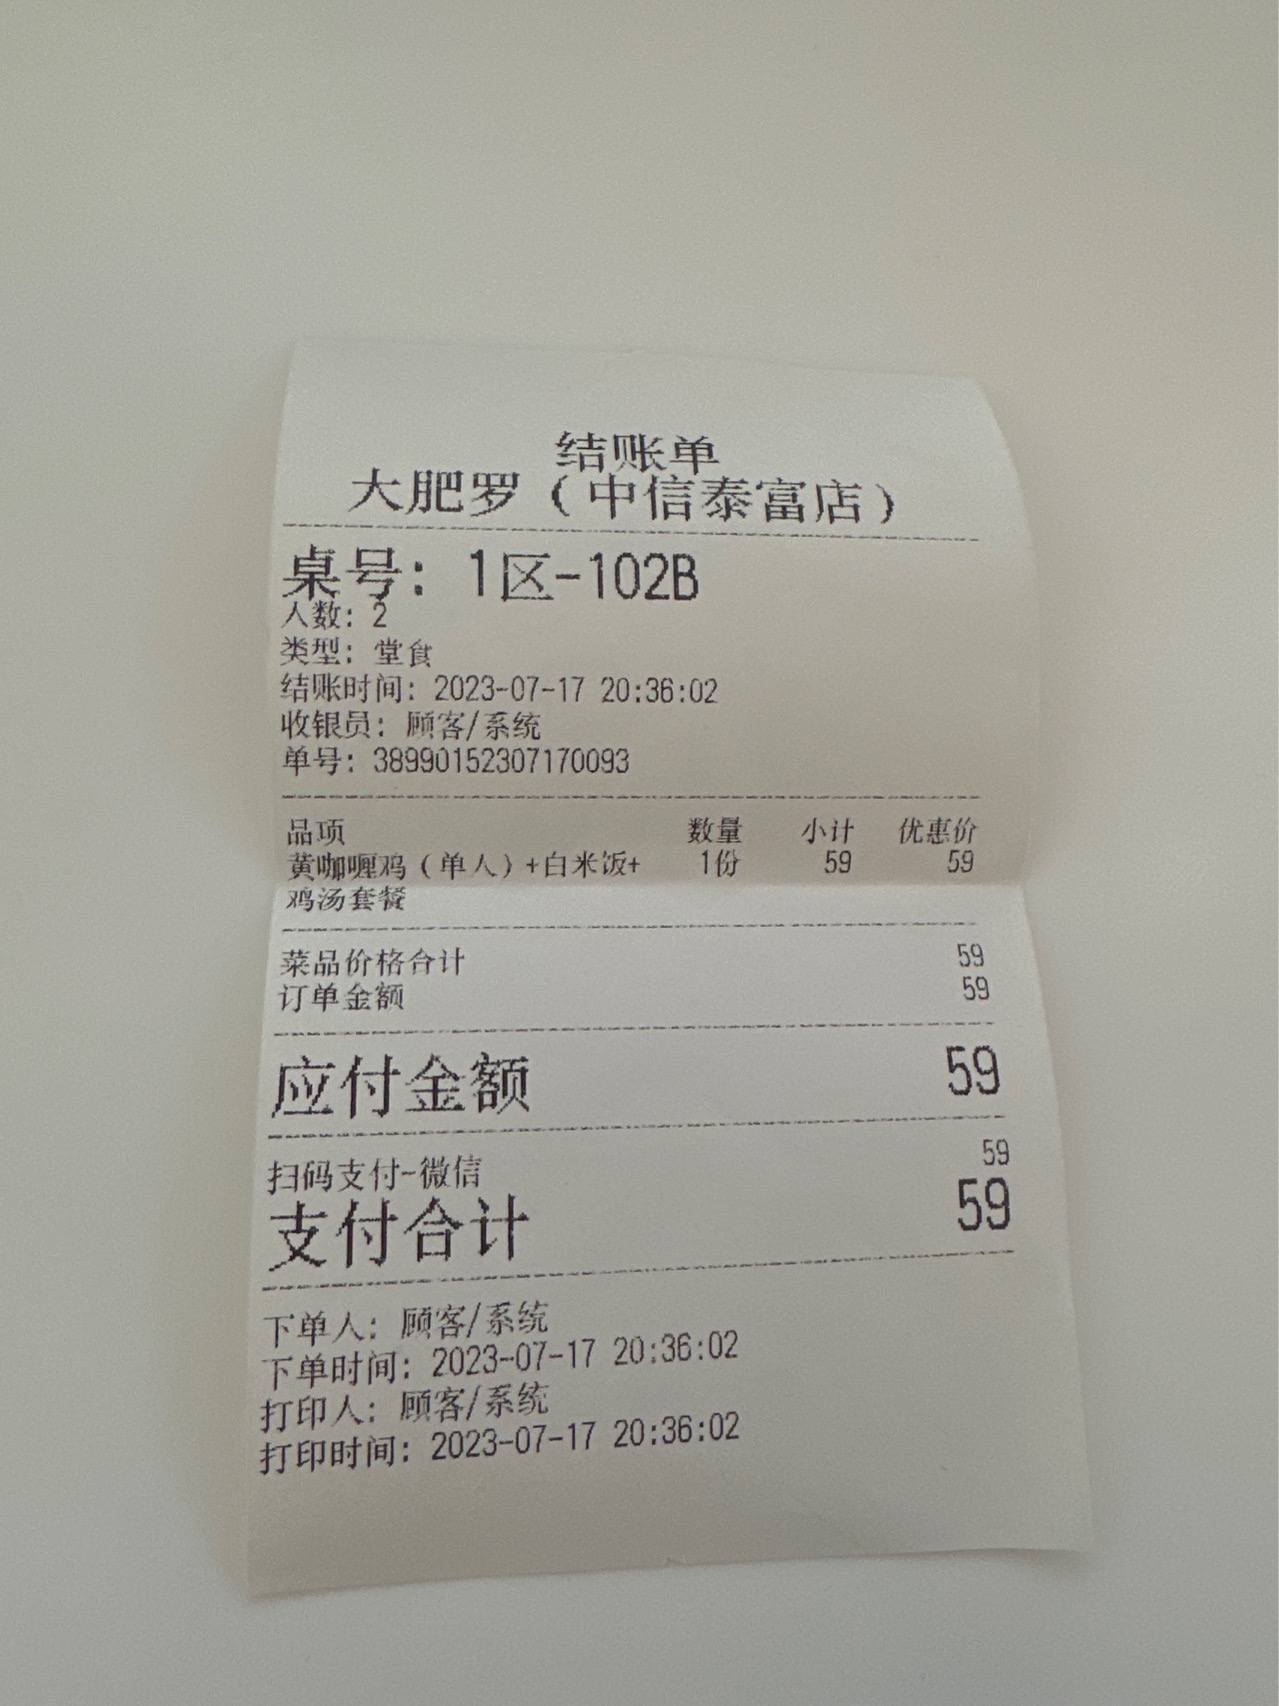 结账单
大肥罗（中信泰富店）
桌号：1区-102B
人数：2
类型：堂食
结账时间：2023-07-17 20:36:02
收银员：顾客/系统
单号：38990152307170093
品项 数量 小计 优惠价
黄咖喱鸡（单人）+白米饭+ 1份 59 59
鸡汤套餐
菜品价格合计 59
订单金额 59
应付金额 59
扫码支付-微信 59
支付合计 59
下单人：顾客/系统
下单时间：2023-07-17 20:36:02
打印人：顾客/系统
打印时间：2023-07-17 20:36:02